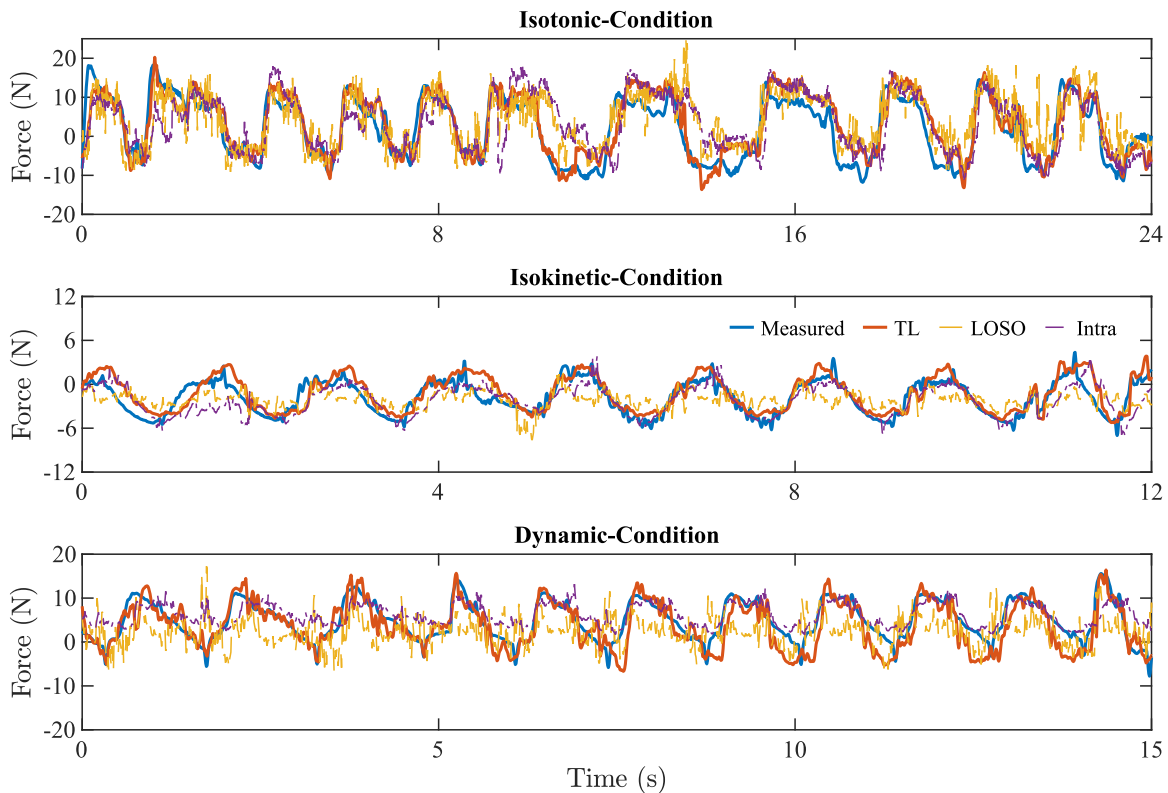 Isotonic-Condition
Force (N)
20
10
0
-10
-20
0 8 16 24
Isokinetic-Condition
Force (N)
12
6
0
-6
-12
Measured TL LOSO Intra
0 4 8 12
Dynamic-Condition
Force (N)
20
10
0
-10
-20
0 5 10 15
Time (s)